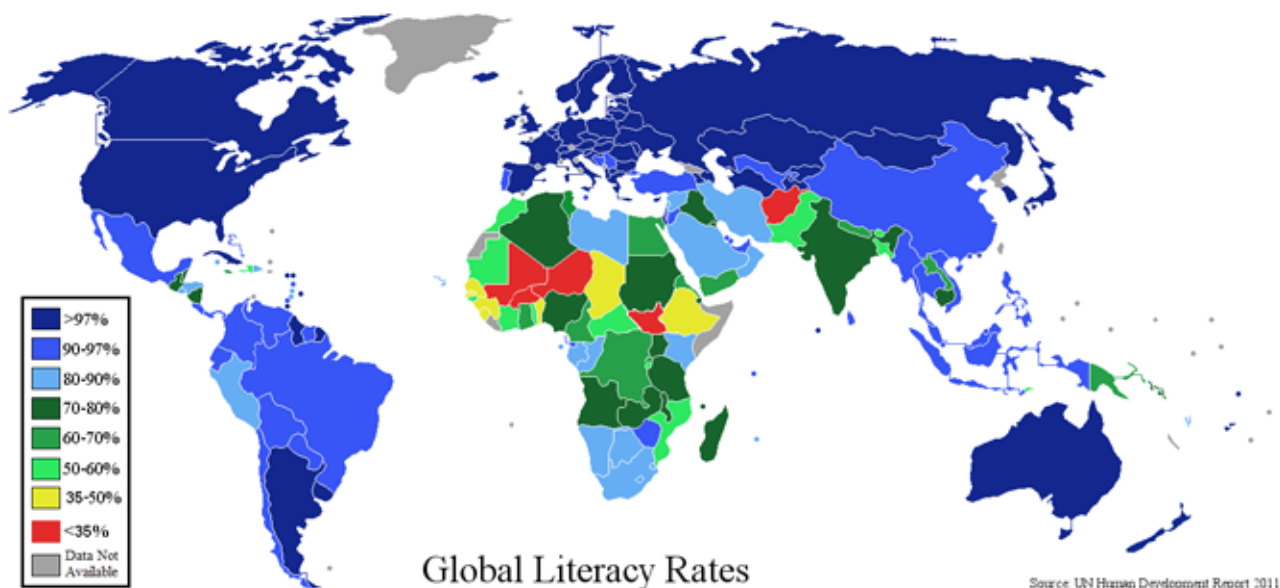 >97%
90-97%
80-90%
70-80%
60-70%
50-60%
35-50%
<35%
Data Not
Available
Global Literacy Rates
Source: UN Human Development Report 2011